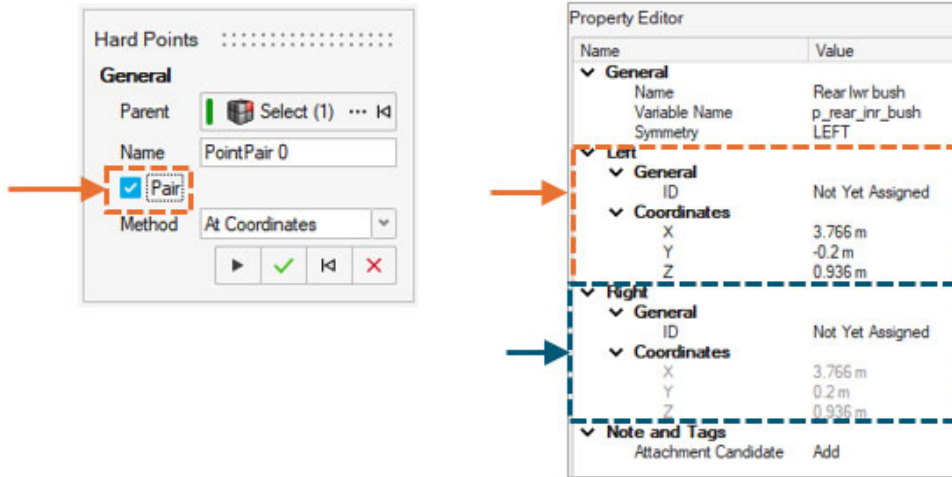 Hard Points
General
Parent Select (1) ...
Name PointPair 0
Pair
Method At Coordinates
Property Editor
Name Value
General
Name Rear lwr bush
Variable Name p_rear_inr_bush
Symmetry LEFT
Left
General
ID Not Yet Assigned
Coordinates
X 3.766 m
Y -0.2 m
Z 0.936 m
Right
General
ID Not Yet Assigned
Coordinates
X 3.766 m
Y 0.2 m
Z 0.936 m
Note and Tags
Attachment Candidate Add